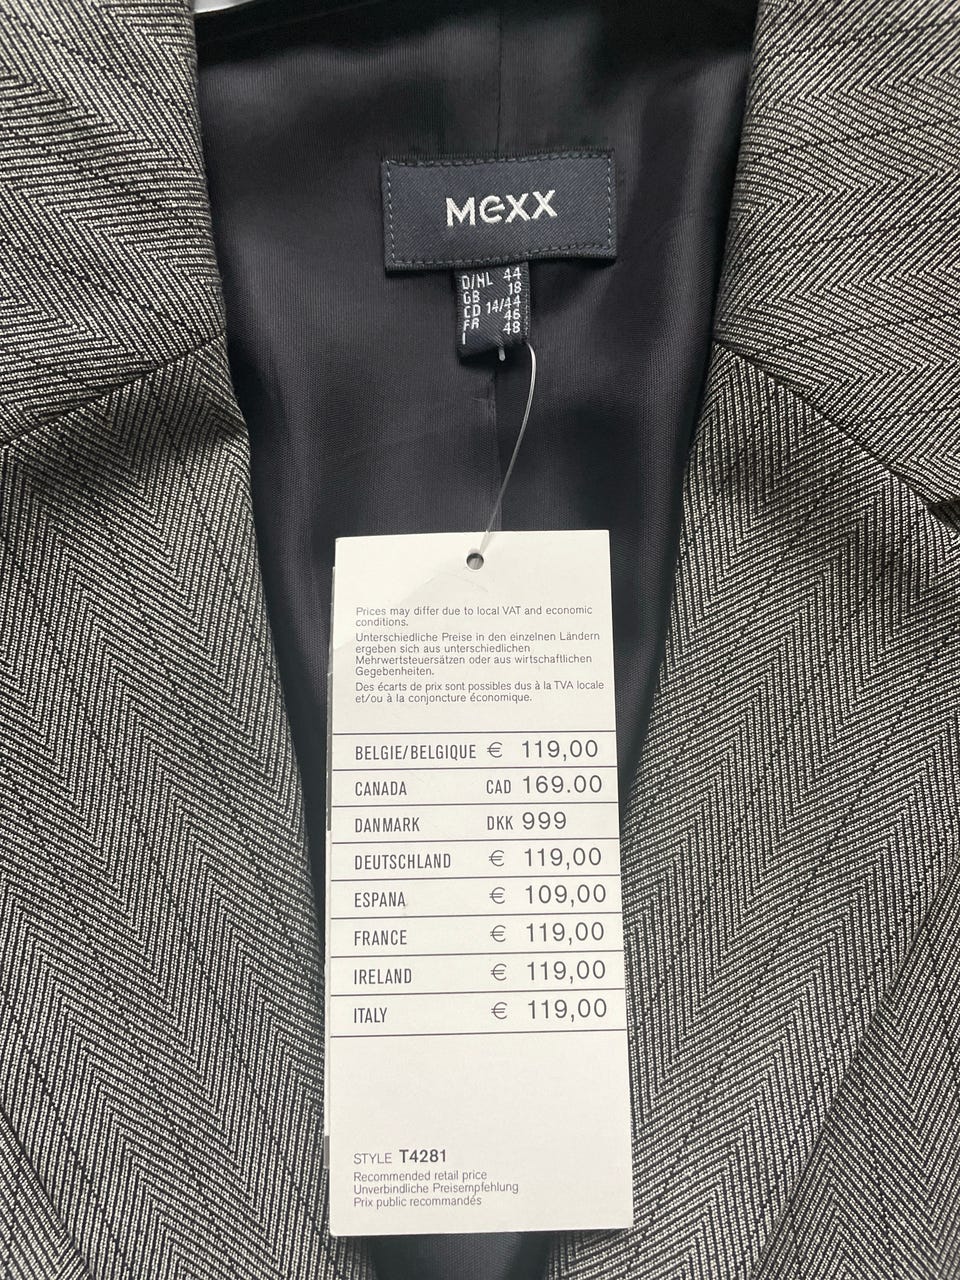 Mexx
D/NL 44
GB 18
CD 14/44
FR 46
I 48
Prices may differ due to local VAT and economic
conditions.
Unterschiedliche Preise in den einzelnen Ländern
ergeben sich aus unterschiedlichen
Mehrwertsteuersätzen oder aus wirtschaftlichen
Gegebenheiten.
Des écarts de prix sont possibles dus à la TVA locale
et/ou à la conjoncture économique.
BELGIE/BELGIQUE € 119,00
CANADA CAD 169.00
DANMARK DKK 999
DEUTSCHLAND € 119,00
ESPANA € 109,00
FRANCE € 119,00
IRELAND € 119,00
ITALY € 119,00
STYLE T4281
Recommended retail price
Unverbindliche Preisempfehlung
Prix public recommandés